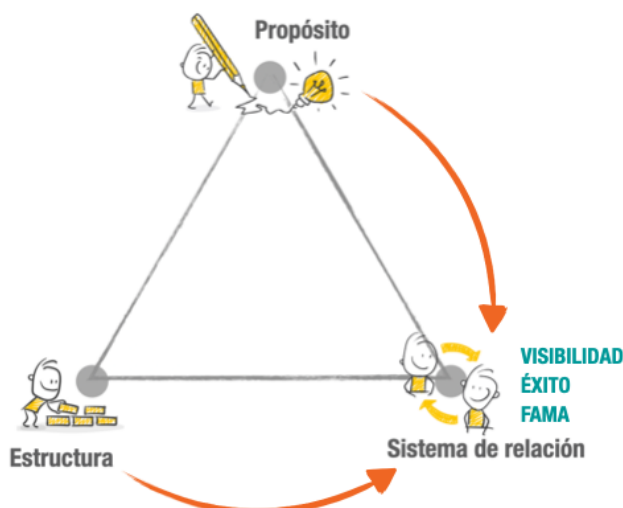 Propósito
VISIBILIDAD
ÉXITO
FAMA
Estructura
Sistema de relación